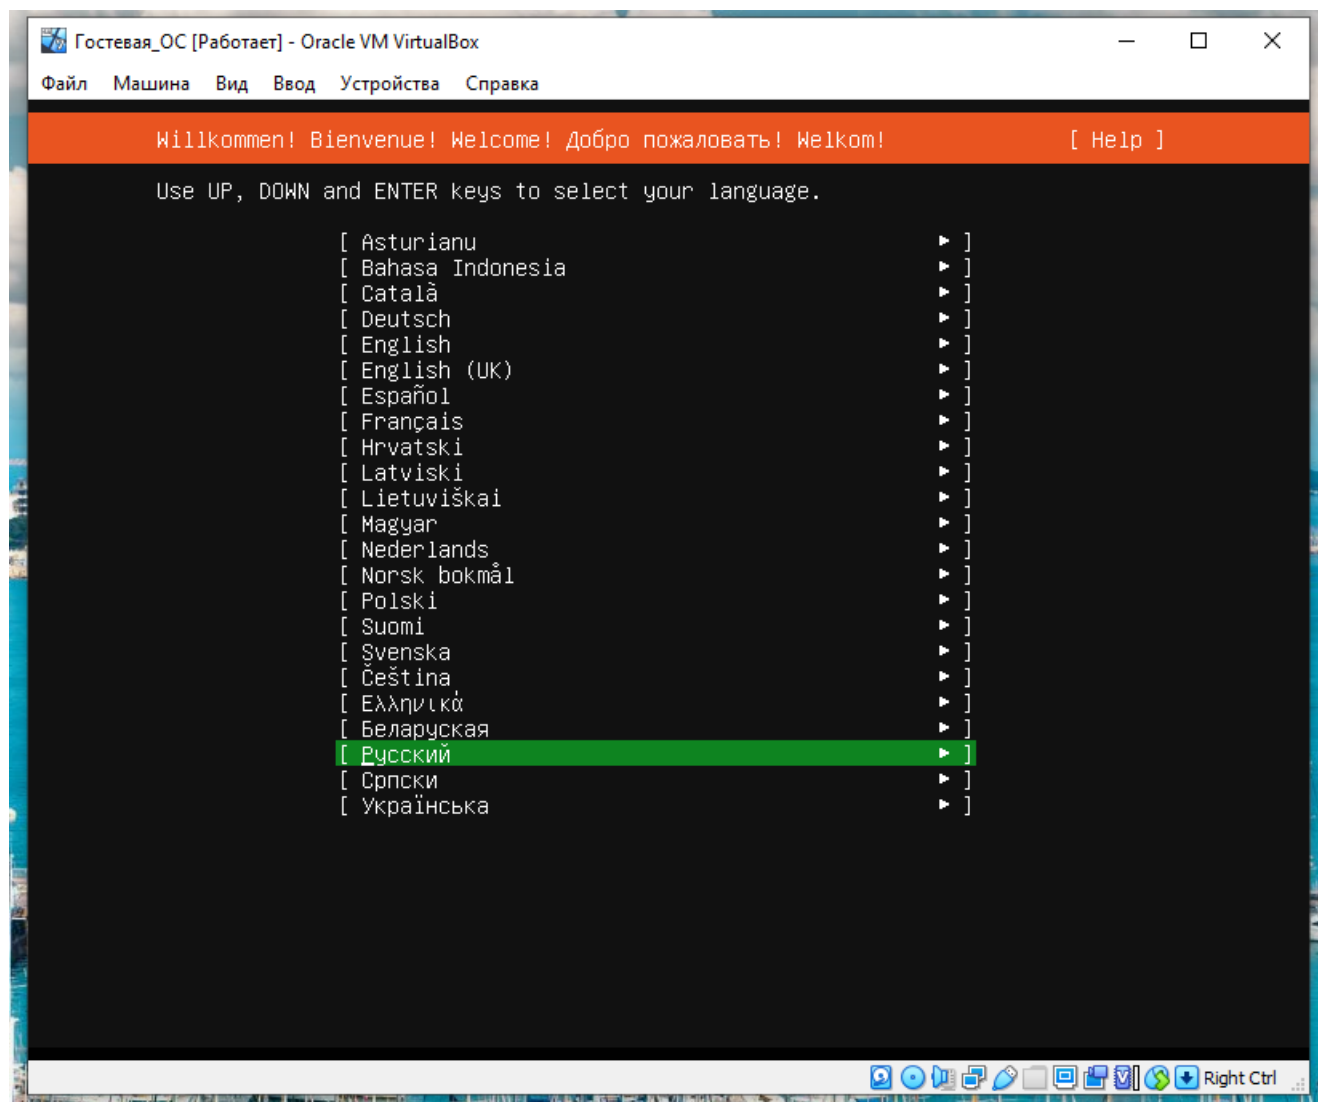 Гостевая_ОС [Работает] - Oracle VM VirtualBox
Файл Машина Вид Ввод Устройства Справка
Willkommen! Bienvenue! Welcome! Добро пожаловать! Welkom! [ Help ]
Use UP, DOWN and ENTER keys to select your language.
[ Asturianu ► ]
[ Bahasa Indonesia ► ]
[ Català ► ]
[ Deutsch ► ]
[ English ► ]
[ English (UK) ► ]
[ Español ► ]
[ Français ► ]
[ Hrvatski ► ]
[ Latviski ► ]
[ Lietuviškai ► ]
[ Magyar ► ]
[ Nederlands ► ]
[ Norsk bokmål ► ]
[ Polski ► ]
[ Suomi ► ]
[ Svenska ► ]
[ Čeština ► ]
[ Ελληνικά ► ]
[ Беларуская ► ]
[ Русский ► ]
[ Српски ► ]
[ Українська ► ]
Right Ctrl